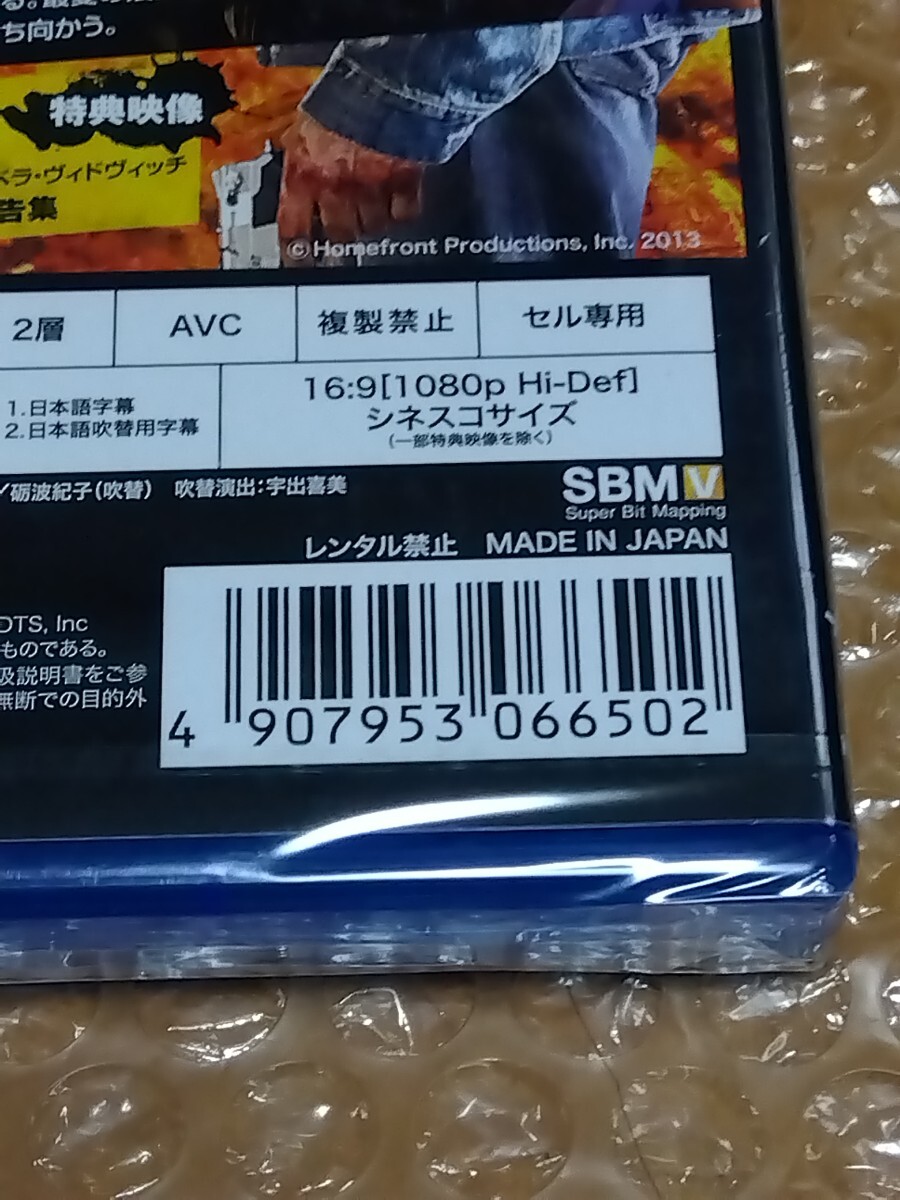 る。
ち向かう。
特典映像
ベラ・ヴィドヴィッチ
告集
©Homefront Productions, Inc. 2013
2層
AVC
複製禁止
セル専用
1.日本語字幕
2.日本語吹替用字幕
16:9[1080p Hi-Def]
シネスコサイズ
(一部特典映像を除く)
/砺波紀子(吹替) 吹替演出:宇出喜美
SBMV
Super Bit Mapping
レンタル禁止 MADE IN JAPAN
DTS, Inc
ものである。
扱説明書をご参
無断での目的外
4 907953 066502